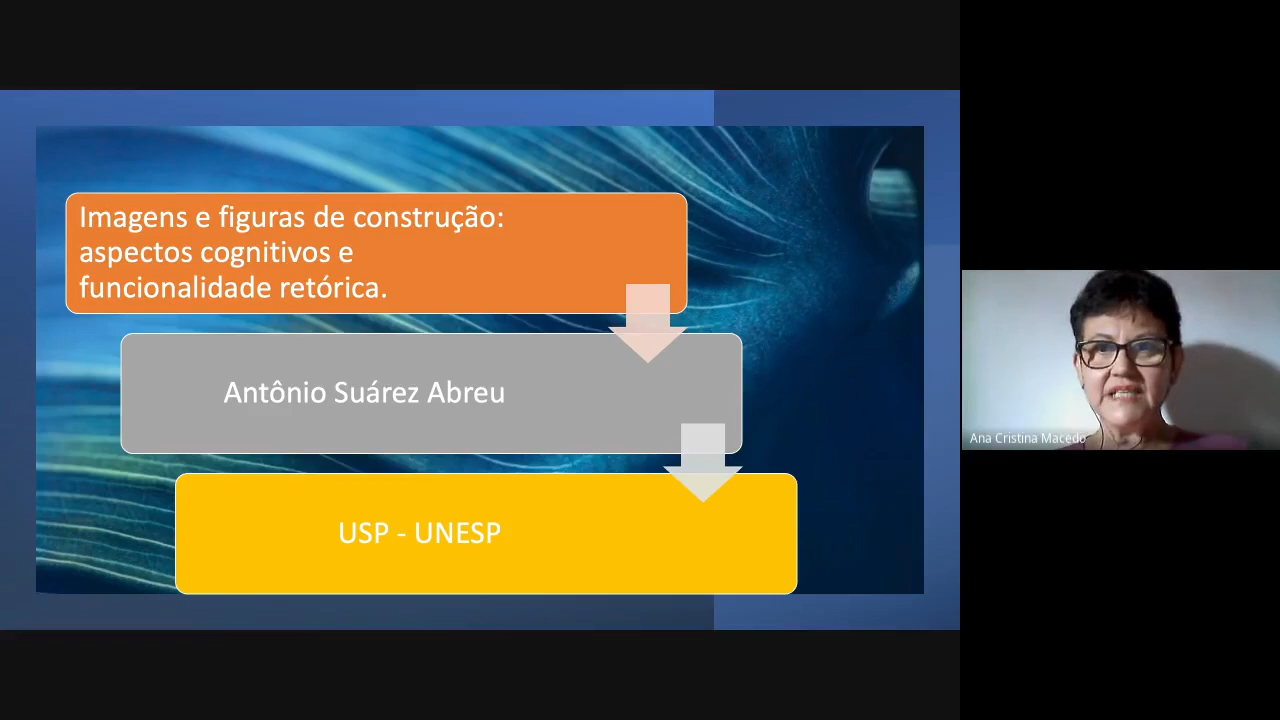 Imagens e figuras de construção:
aspectos cognitivos e
funcionalidade retórica.
Antônio Suárez Abreu
USP - UNESP
Ana Cristina Macedo